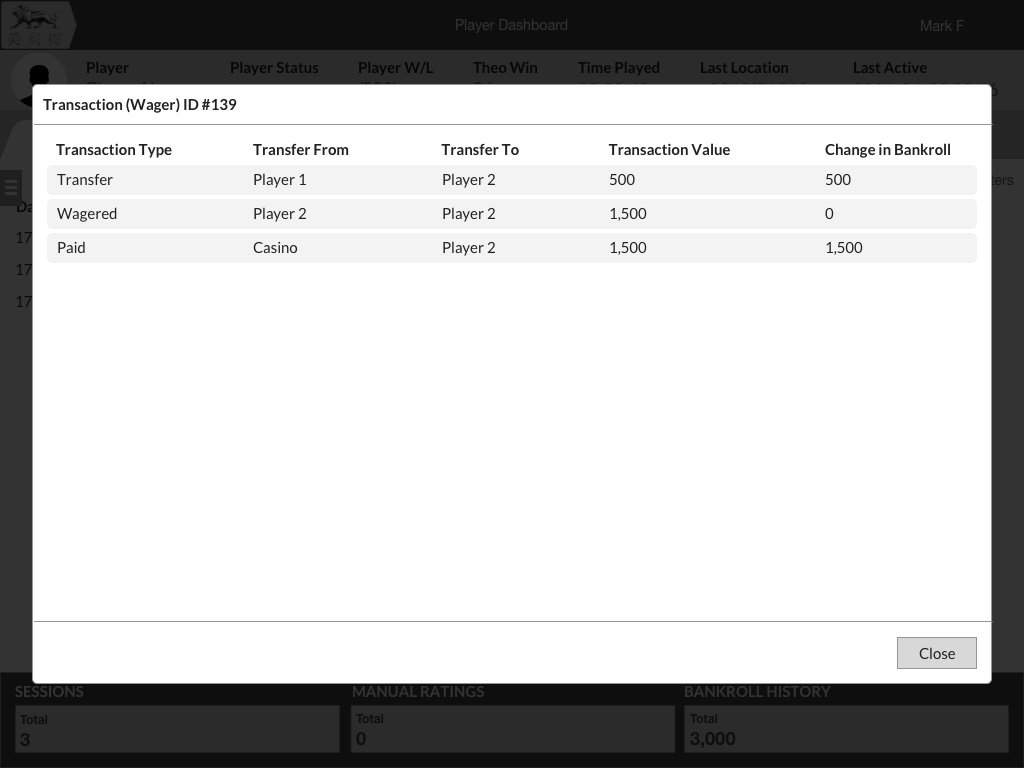 Player Dashboard Mark F
Player Player Status Player W/L Theo Win Time Played Last Location Last Active
Transaction (Wager) ID #139
Transaction Type Transfer From Transfer To Transaction Value Change in Bankroll
Transfer Player 1 Player 2 500 500
Wagered Player 2 Player 2 1,500 0
Paid Casino Player 2 1,500 1,500
17
17
17
Close
SESSIONS MANUAL RATINGS BANKROLL HISTORY
Total Total Total
3 0 3,000